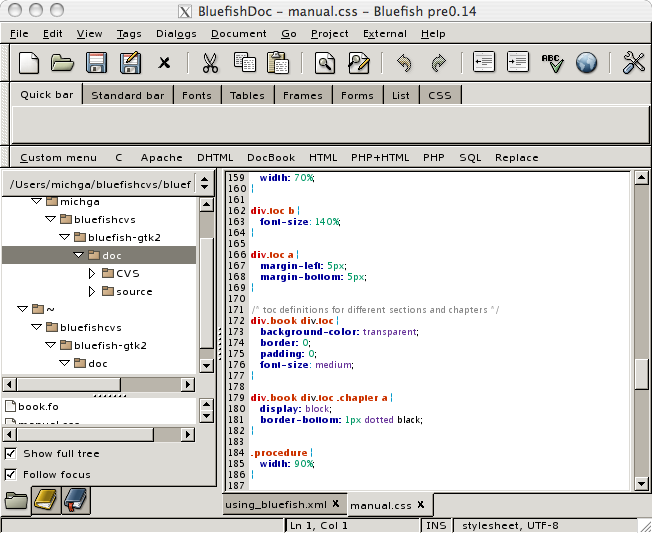 BluefishDoc – manual.css – Bluefish pre0.14
File Edit View Tags Dialogs Document Go Project External Help
ABC
Quick bar Standard bar Fonts Tables Frames Forms List CSS
Custom menu C Apache DHTML DocBook HTML PHP+HTML PHP SQL Replace
/Users/michga/bluefishcvs/bluef
michga
bluefishcvs
bluefish-gtk2
doc
CVS
source
~
bluefishcvs
bluefish-gtk2
doc
book.fo
manual.css
Show full tree
Follow focus
159 width: 70%;
160 }
161
162 div.toc b {
163 font-size: 140%;
164 }
165
166 div.toc a {
167 margin-left: 5px;
168 margin-bottom: 5px;
169 }
170
171 /* toc definitions for different sections and chapters */
172 div.book div.toc {
173 background-color: transparent;
174 border: 0;
175 padding: 0;
176 font-size: medium;
177 }
178
179 div.book div.toc .chapter a {
180 display: block;
181 border-bottom: 1px dotted black;
182 }
183
184 .procedure {
185 width: 90%;
186 }
187
using_bluefish.xml X manual.css X
Ln 1, Col 1 INS stylesheet, UTF-8